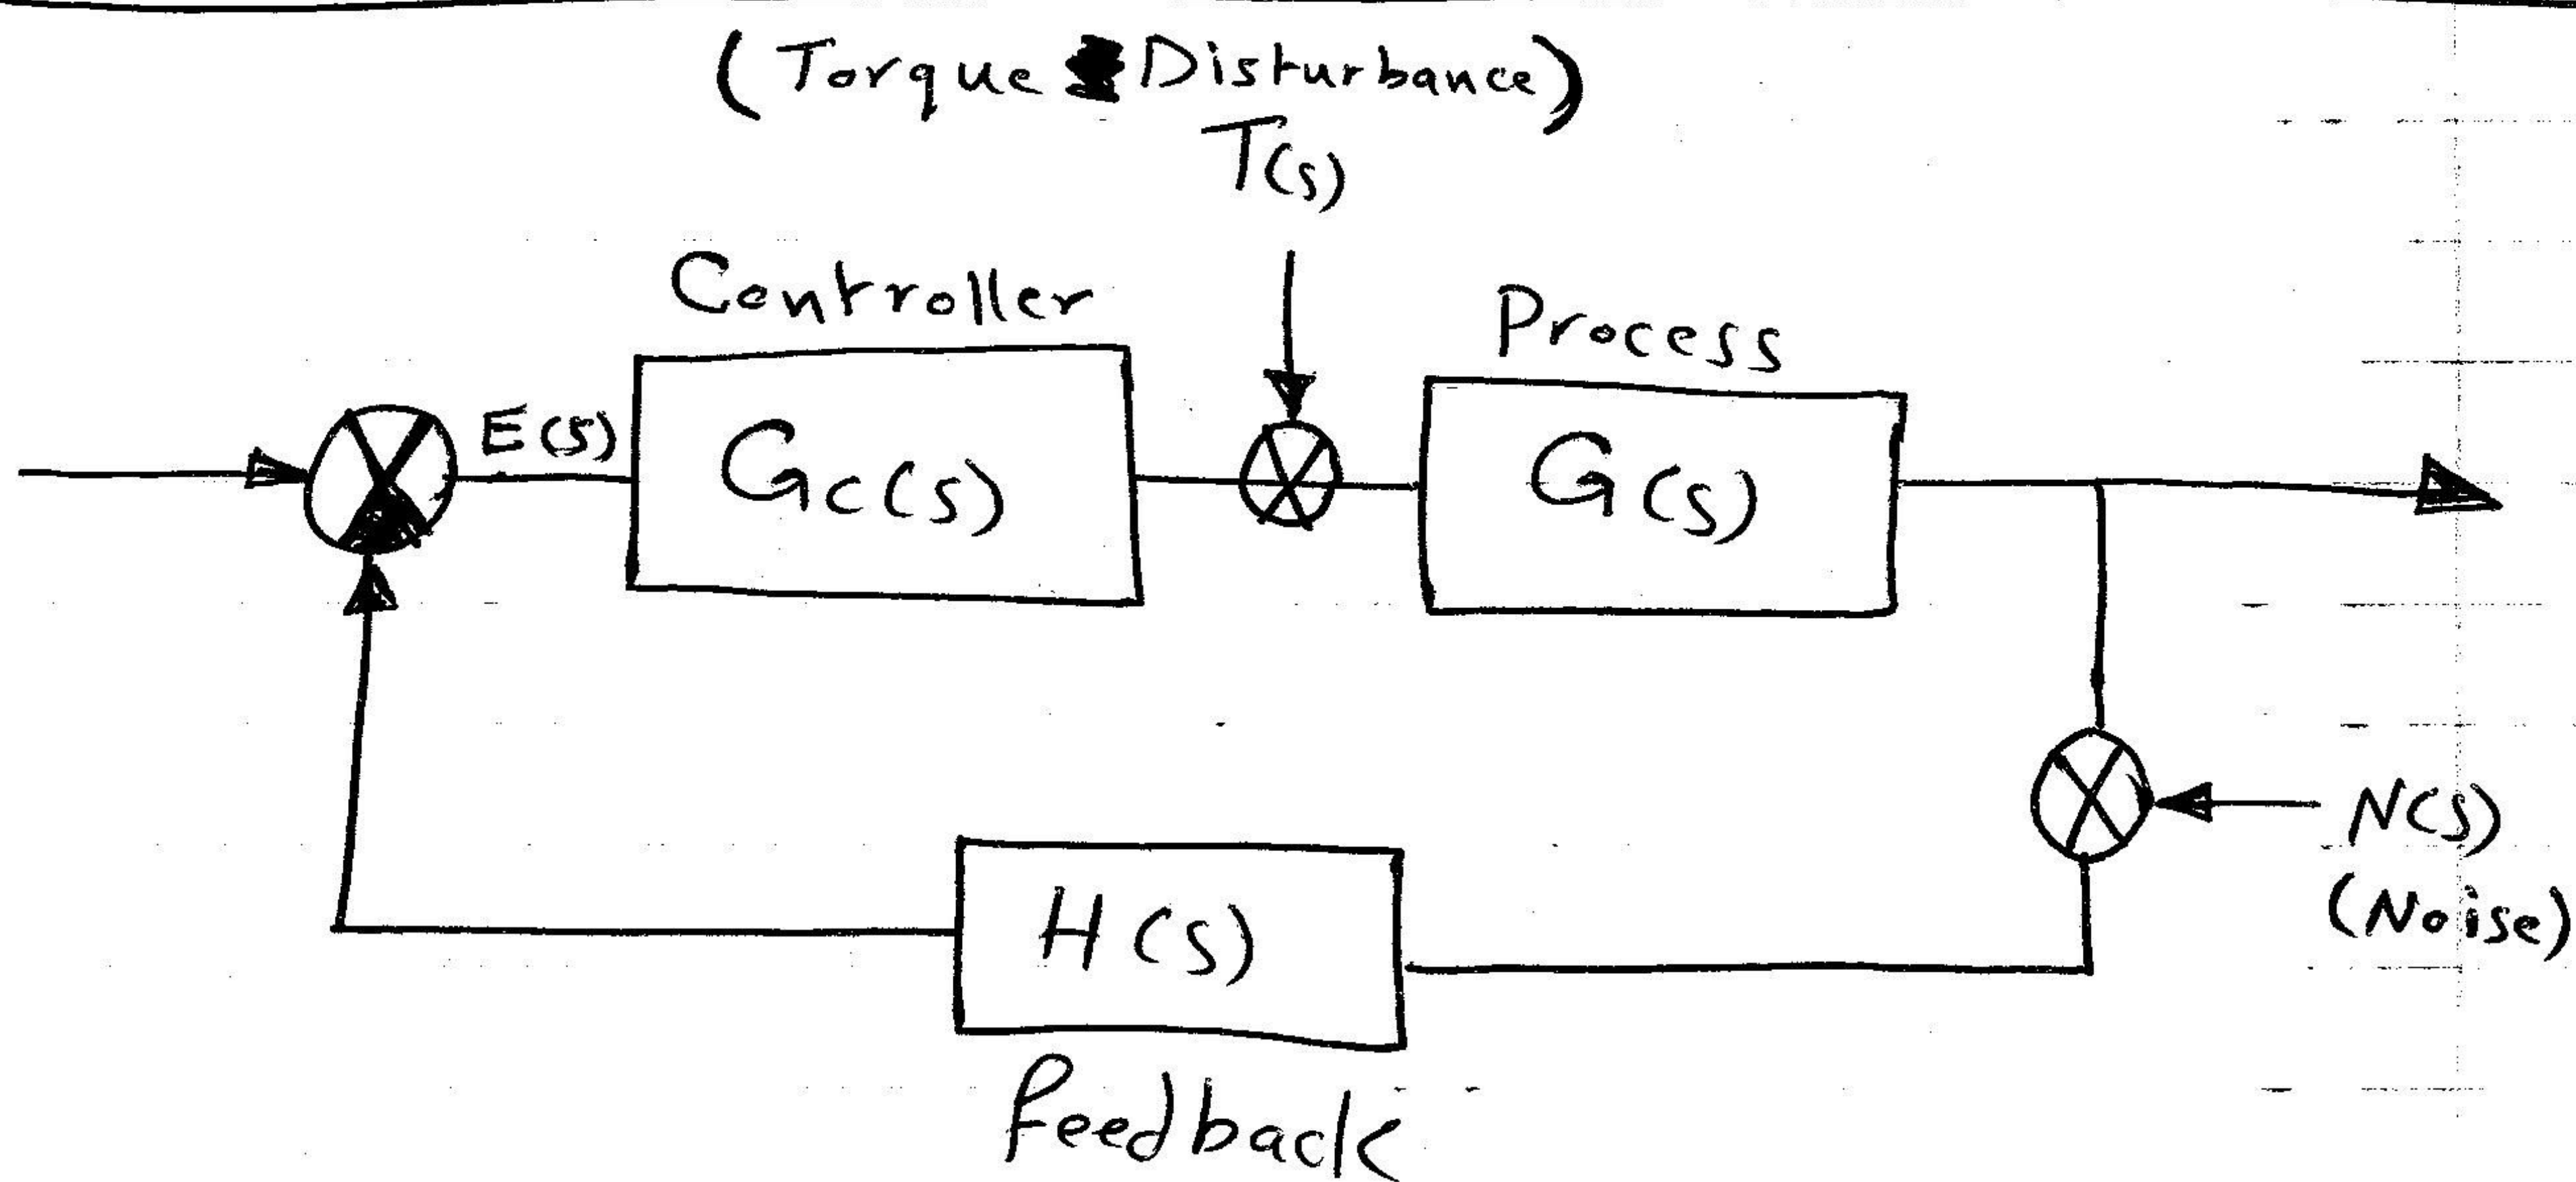 (Torque Disturbance)
T(s)
Controller
Process
E(s)
Gc(s)
G(s)
N(s)
(Noise)
H(s)
feedback